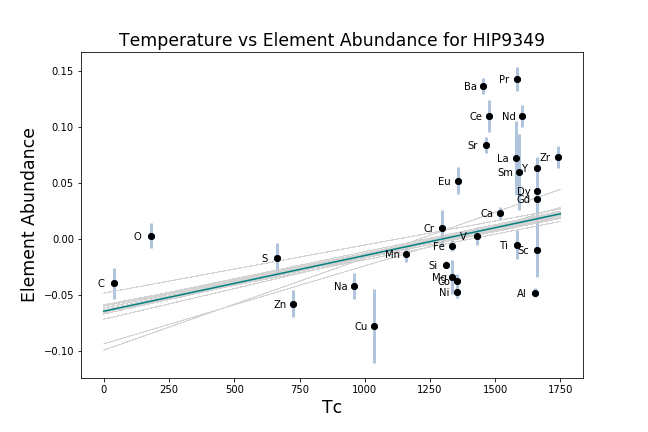 Temperature vs Element Abundance for HIP9349
Element Abundance
0.15
0.10
0.05
0.00
−0.05
−0.10
Pr
Ba
Ce
Nd
Sr
La
Zr
Y
Sm
Eu
Dy
Gd
Ca
Cr
O
V
Fe
Ti
Sc
Mn
S
Si
Mg
Co
C
Na
Ni
Al
Zn
Cu
0
250
500
750
1000
1250
1500
1750
Tc